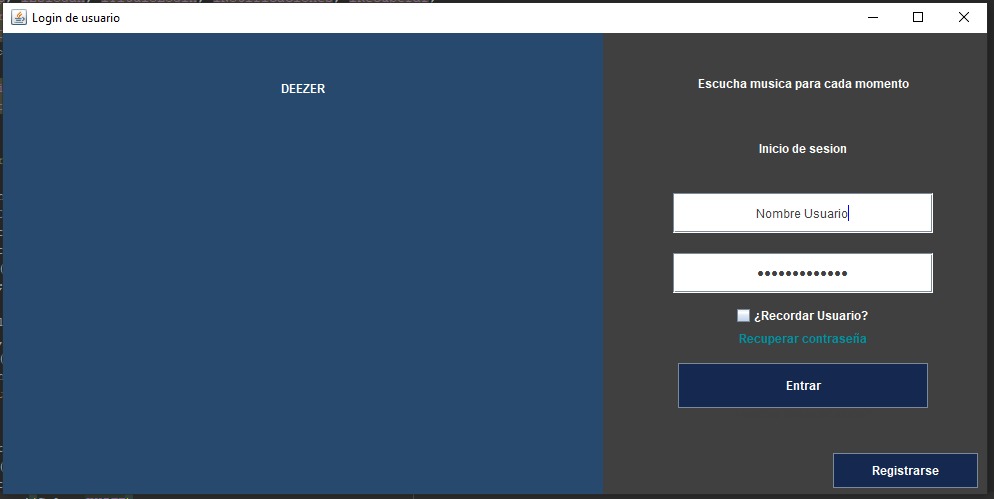 Login de usuario
DEEZER
Escucha musica para cada momento
Inicio de sesion
Nombre Usuario
¿Recordar Usuario?
Recuperar contraseña
Entrar
Registrarse